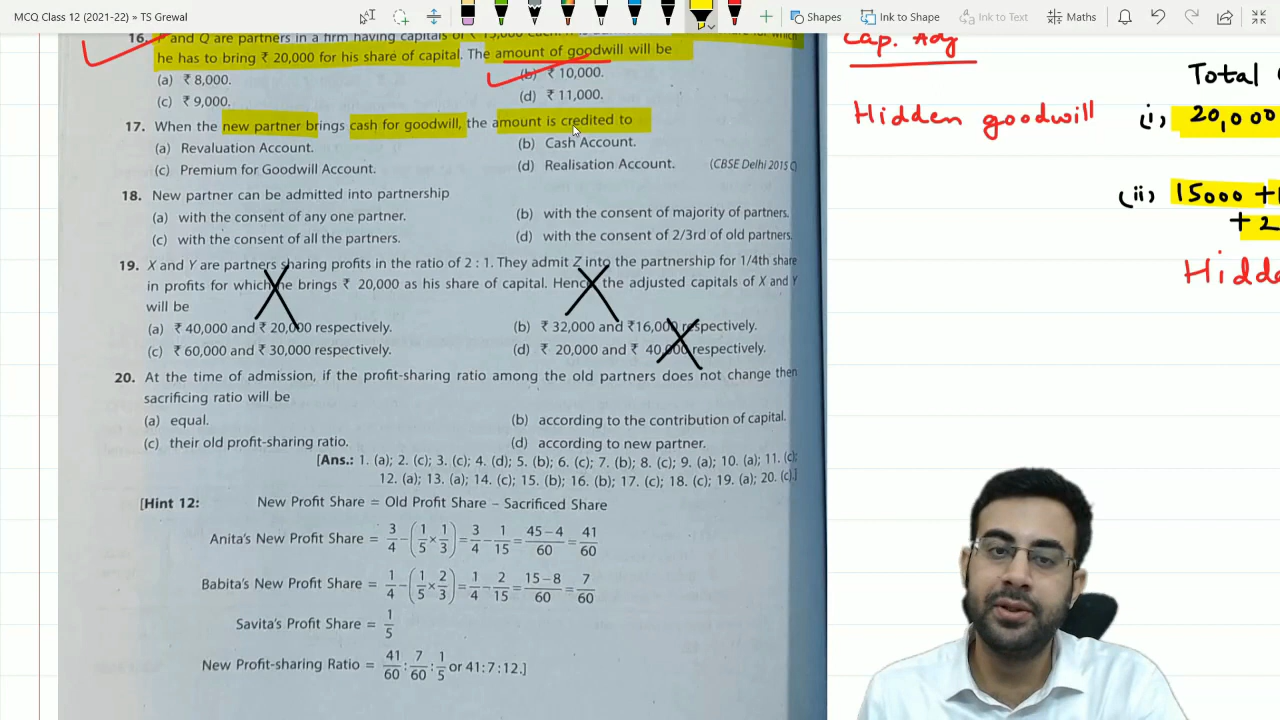 MCQ Class 12 (2021-22) » TS Grewal
Shapes
Ink to Shape
Ink to Text
Maths
16. P and Q are partners in a firm having capitals of ₹ 15,000 each.
he has to bring ₹ 20,000 for his share of capital. The amount of goodwill will be
(a) ₹ 8,000.
(b) ₹ 10,000.
(c) ₹ 9,000.
(d) ₹ 11,000.
17. When the new partner brings cash for goodwill, the amount is credited to
(a) Revaluation Account.
(b) Cash Account.
(c) Premium for Goodwill Account.
(d) Realisation Account.
(CBSE Delhi 2015
18. New partner can be admitted into partnership
(a) with the consent of any one partner.
(b) with the consent of majority of partners.
(c) with the consent of all the partners.
(d) with the consent of 2/3rd of old partners.
19. X and Y are partners sharing profits in the ratio of 2 : 1. They admit Z into the partnership for 1/4th share
in profits for which he brings ₹ 20,000 as his share of capital. Hence, the adjusted capitals of X and Y
will be
(a) ₹ 40,000 and ₹ 20,000 respectively.
(b) ₹ 32,000 and ₹16,000 respectively.
(c) ₹ 60,000 and ₹ 30,000 respectively.
(d) ₹ 20,000 and ₹ 40,000 respectively.
20. At the time of admission, if the profit-sharing ratio among the old partners does not change then
sacrificing ratio will be
(a) equal.
(b) according to the contribution of capital.
(c) their old profit-sharing ratio.
(d) according to new partner.
[Ans.: 1. (a); 2. (c); 3. (c); 4. (d); 5. (b); 6. (c); 7. (b); 8. (c); 9. (a); 10. (a); 11. (c);
12. (a); 13. (a); 14. (c); 15. (b); 16. (b); 17. (c); 18. (c); 19. (a); 20. (c).]
[Hint 12: New Profit Share = Old Profit Share – Sacrificed Share
Anita's New Profit Share = 3/4 – (1/5 × 1/3) = 3/4 – 1/15 = 45 – 4/60 = 41/60
Babita's New Profit Share = 1/4 – (1/5 × 2/3) = 1/4 – 2/15 = 15 – 8/60 = 7/60
Savita's Profit Share = 1/5
New Profit-sharing Ratio = 41/60 : 7/60 : 1/5 or 41 : 7 : 12.]
Cap. Adj
Hidden goodwill
Total
(i) 20,000
(ii) 15000 +
+ 2
Hidde